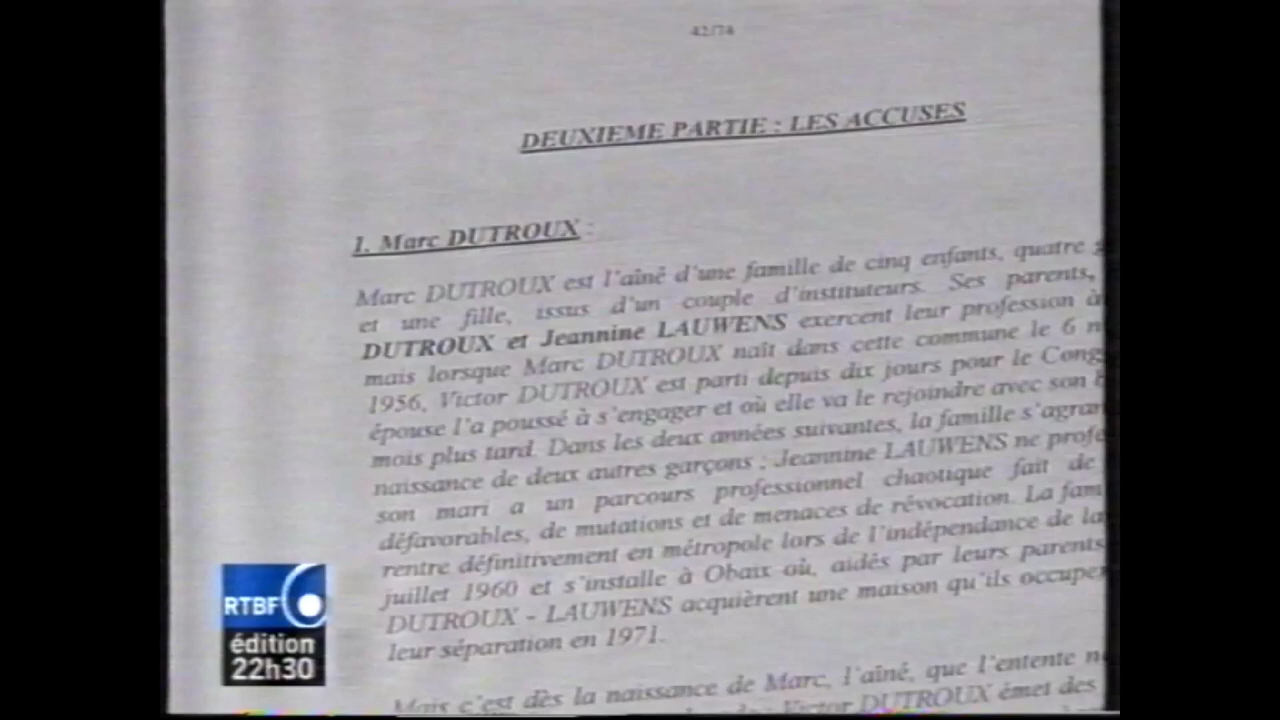 42/74
DEUXIEME PARTIE : LES ACCUSES
1. Marc DUTROUX :
Marc DUTROUX est l'aîné d'une famille de cinq enfants, quatre
et une fille, issus d'un couple d'instituteurs. Ses parents,
DUTROUX et Jeannine LAUWENS exercent leur profession à
mais lorsque Marc DUTROUX naît dans cette commune le 6 n
1956, Victor DUTROUX est parti depuis dix jours pour le Cong
épouse l'a poussé à s'engager et où elle va le rejoindre avec son
mois plus tard. Dans les deux années suivantes, la famille s'agran
naissance de deux autres garçons ; Jeannine LAUWENS ne profe
son mari a un parcours professionnel chaotique fait de
défavorables, de mutations et de menaces de révocation. La fam
rentre définitivement en métropole lors de l'indépendance de la
juillet 1960 et s'installe à Obaix où, aidés par leurs parents
DUTROUX - LAUWENS acquièrent une maison qu'ils occupe
leur séparation en 1971.
Mais c'est dès la naissance de Marc, l'aîné, que l'entente n
Victor DUTROUX émet des
RTBF
édition
22h30